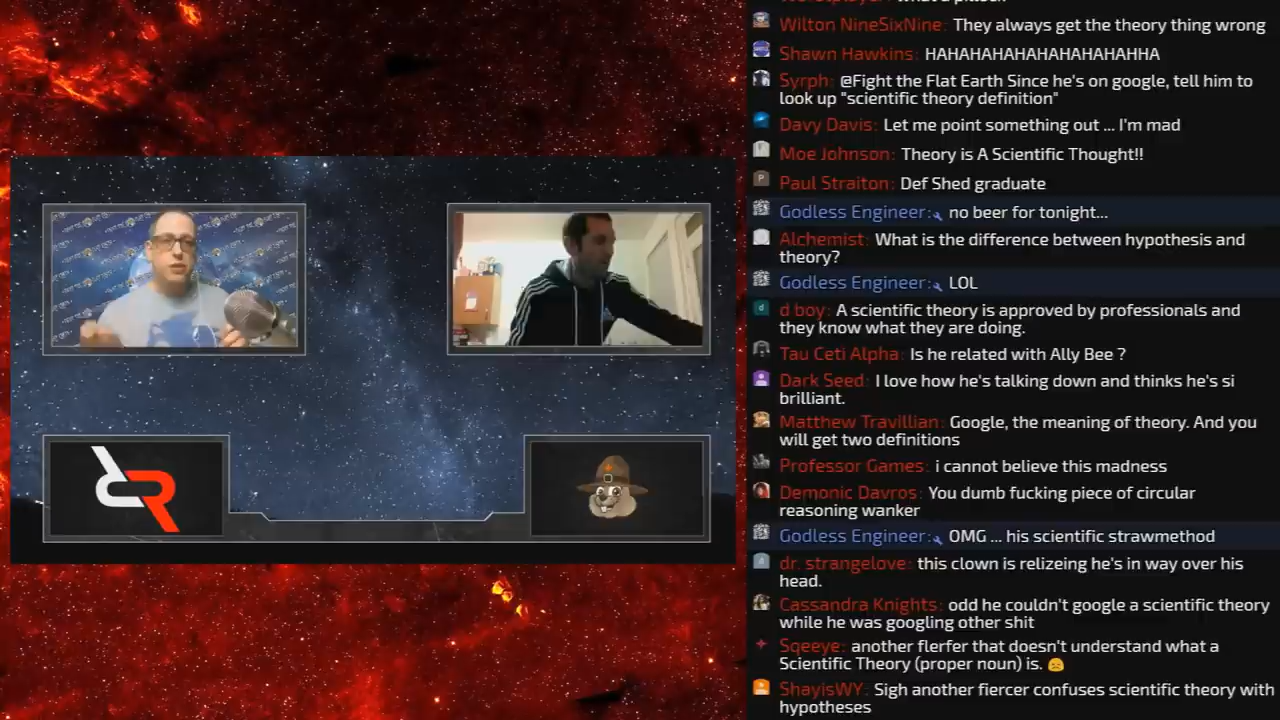 Wilton NineSixNine: They always get the theory thing wrong
Shawn Hawkins: HAHAHAHAHAHAHAHAHAHHA
Syrph: @Fight the Flat Earth Since he's on google, tell him to
look up "scientific theory definition"
Davy Davis: Let me point something out ... I'm mad
Moe Johnson: Theory is A Scientific Thought!!
P
Paul Straiton: Def Shed graduate
Godless Engineer: no beer for tonight...
Alchemist: What is the difference between hypothesis and
theory?
Godless Engineer: LOL
d
d boy: A scientific theory is approved by professionals and
they know what they are doing.
Tau Ceti Alpha: Is he related with Ally Bee ?
Dark Seed: I love how he's talking down and thinks he's si
brilliant.
Matthew Travillian: Google, the meaning of theory. And you
will get two definitions
Professor Games: i cannot believe this madness
Demonic Davros: You dumb fucking piece of circular
reasoning wanker
Godless Engineer: OMG ... his scientific strawmethod
d
dr. strangelove: this clown is relizeing he's in way over his
head.
Cassandra Knights: odd he couldn't google a scientific theory
while he was googling other shit
Sqeeye: another flerfer that doesn't understand what a
Scientific Theory (proper noun) is. 😞
ShayisWY: Sigh another fiercer confuses scientific theory with
hypotheses